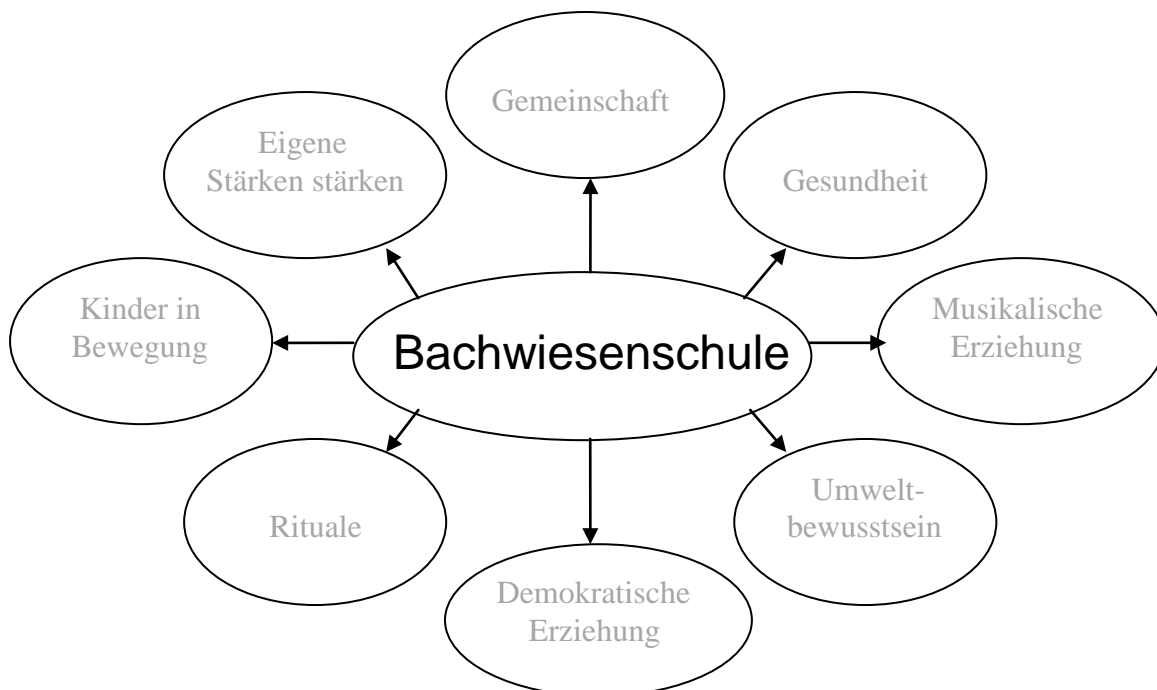 Gemeinschaft
Eigene
Stärken stärken
Gesundheit
Kinder in
Bewegung
Bachwiesenschule
Musikalische
Erziehung
Rituale
Umwelt-
bewusstsein
Demokratische
Erziehung